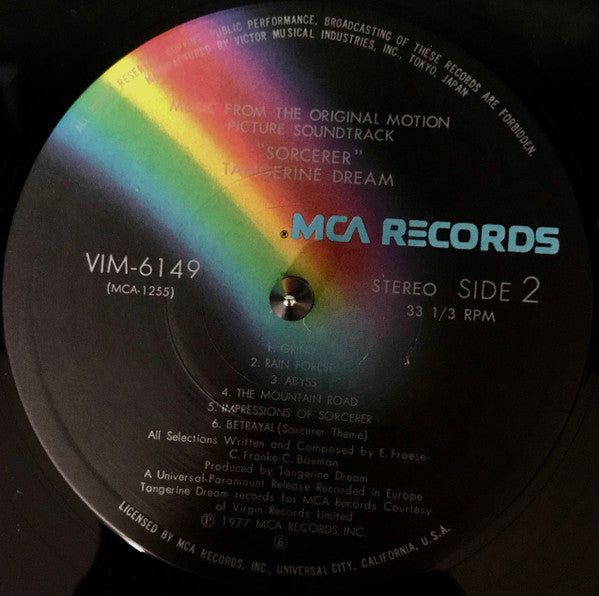 RESERVED. COPYING, PUBLIC PERFORMANCE, BROADCASTING OF THESE RECORDS ARE FORBIDDEN.
MANUFACTURED BY VICTOR MUSICAL INDUSTRIES, INC., TOKYO, JAPAN
MUSIC FROM THE ORIGINAL MOTION
PICTURE SOUNDTRACK
"SORCERER"
TANGERINE DREAM
®MCA RECORDS
VIM-6149
(MCA-1255)
STEREO SIDE 2
33 1/3 RPM
1.
2. RAIN FOREST
3. ABYSS
4. THE MOUNTAIN ROAD
5. IMPRESSIONS OF SORCERER
6. BETRAYAL (Sorcerer Theme)
All Selections Written and Composed by E. Froese-
C. Franke-C. Bauman
Produced by Tangerine Dream
A Universal-Paramount Release Recorded in Europe
Tangerine Dream records for MCA Records Courtesy
of Virgin Records Limited
Ⓟ 1977 MCA RECORDS, INC.
⑥
LICENSED BY MCA RECORDS, INC., UNIVERSAL CITY, CALIFORNIA, U.S.A.